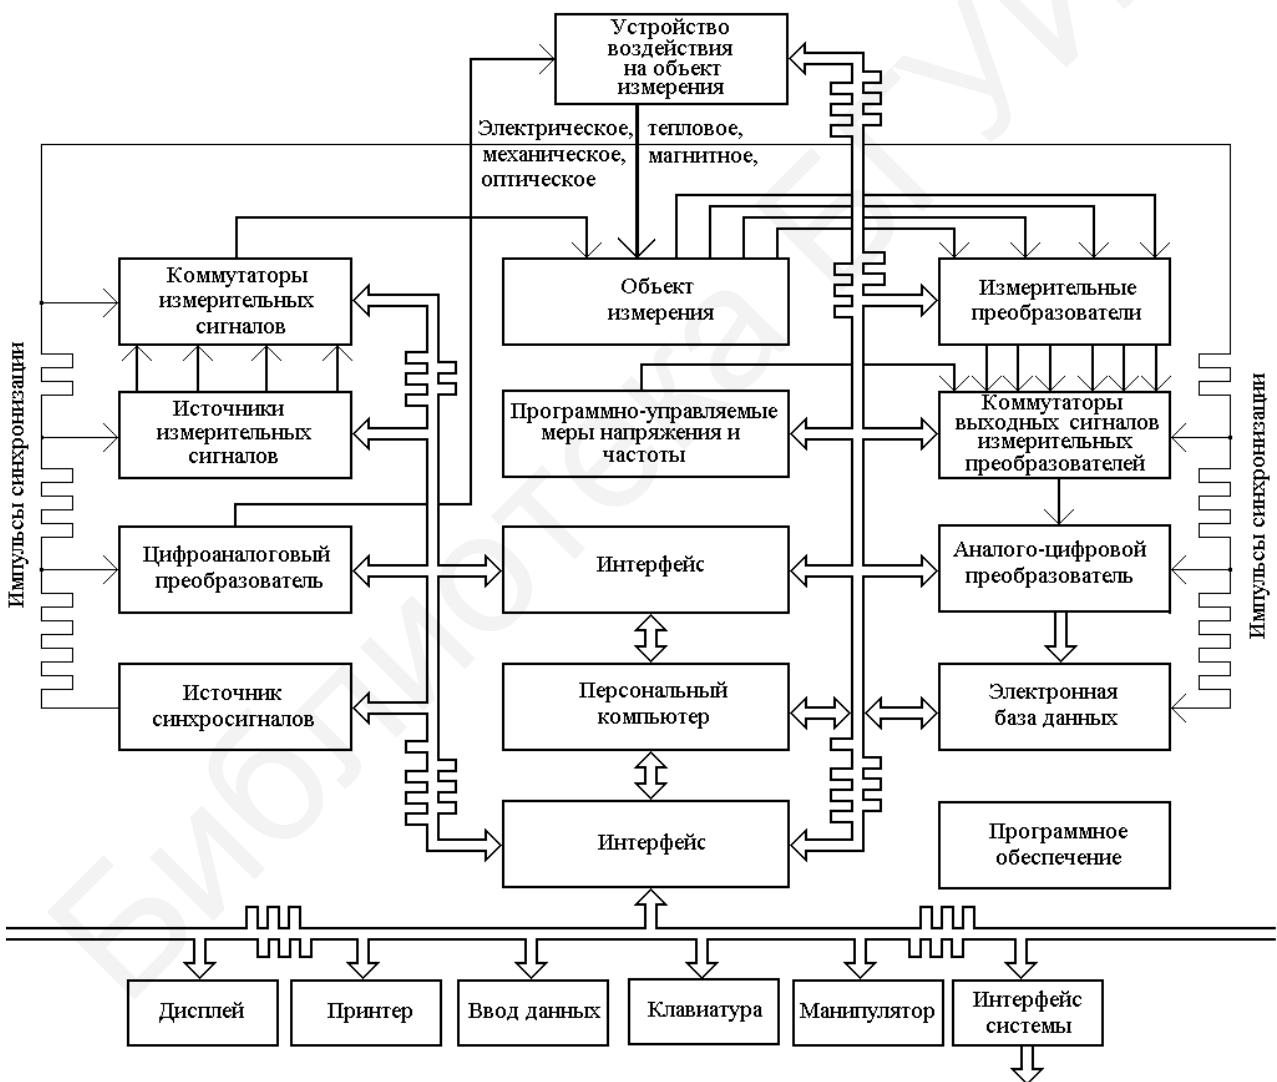 Устройство
воздействия
на объект
измерения
Электрическое,
механическое,
оптическое
тепловое,
магнитное,
Коммутаторы
измерительных
сигналов
Объект
измерения
Измерительные
преобразователи
Источники
измерительных
сигналов
Программно-управляемые
меры напряжения и
частоты
Коммутаторы
выходных сигналов
измерительных
преобразователей
Импульсы синхронизации
Импульсы синхронизации
Цифроаналоговый
преобразователь
Интерфейс
Аналого-цифровой
преобразователь
Источник
синхросигналов
Персональный
компьютер
Электронная
база данных
Интерфейс
Программное
обеспечение
Дисплей
Принтер
Ввод данных
Клавиатура
Манипулятор
Интерфейс
системы
Библиотека БГУИ